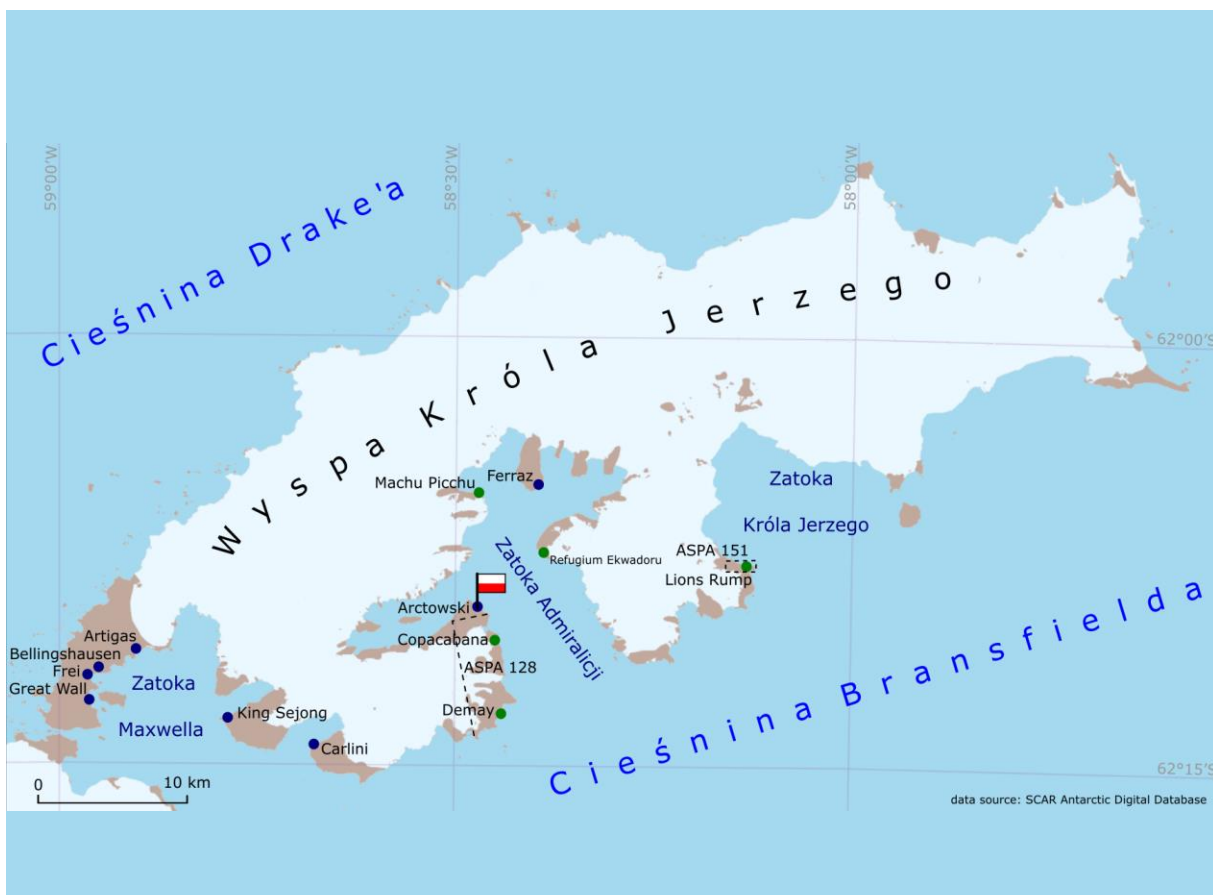 59°00'W
58°30'W
58°00'W
Cieśnina Drake'a
Wyspa Króla Jerzego
62°00'S
Machu Picchu
Ferraz
Zatoka
Króla Jerzego
Refugium Ekwadoru
ASPA 151
Lions Rump
Zatoka Admiralicji
Arctowski
Copacabana
ASPA 128
Demay
Artigas
Bellingshausen
Frei
Great Wall
Zatoka
Maxwella
King Sejong
Carlini
Cieśnina Bransfielda
62°15'S
0 10 km
data source: SCAR Antarctic Digital Database